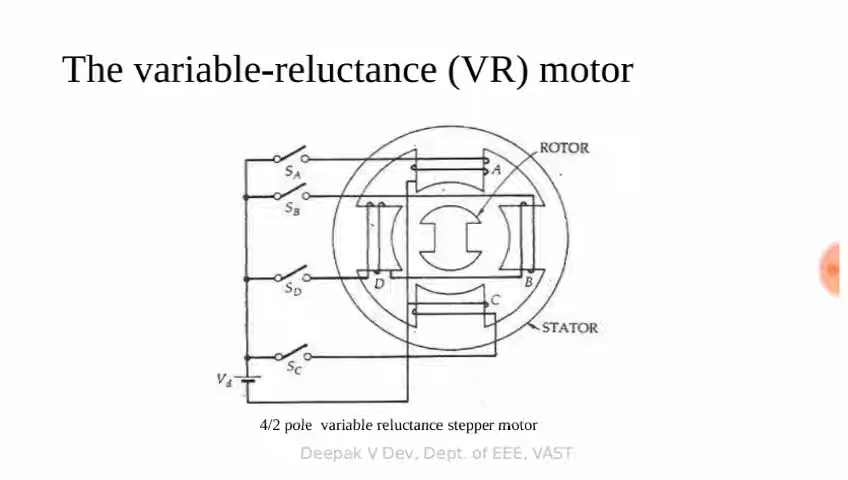 The variable-reluctance (VR) motor
ROTOR
S_A
A
S_B
S_D
D
B
C
STATOR
S_C
V_d
4/2 pole variable reluctance stepper motor
Deepak V Dev, Dept. of EEE, VAST